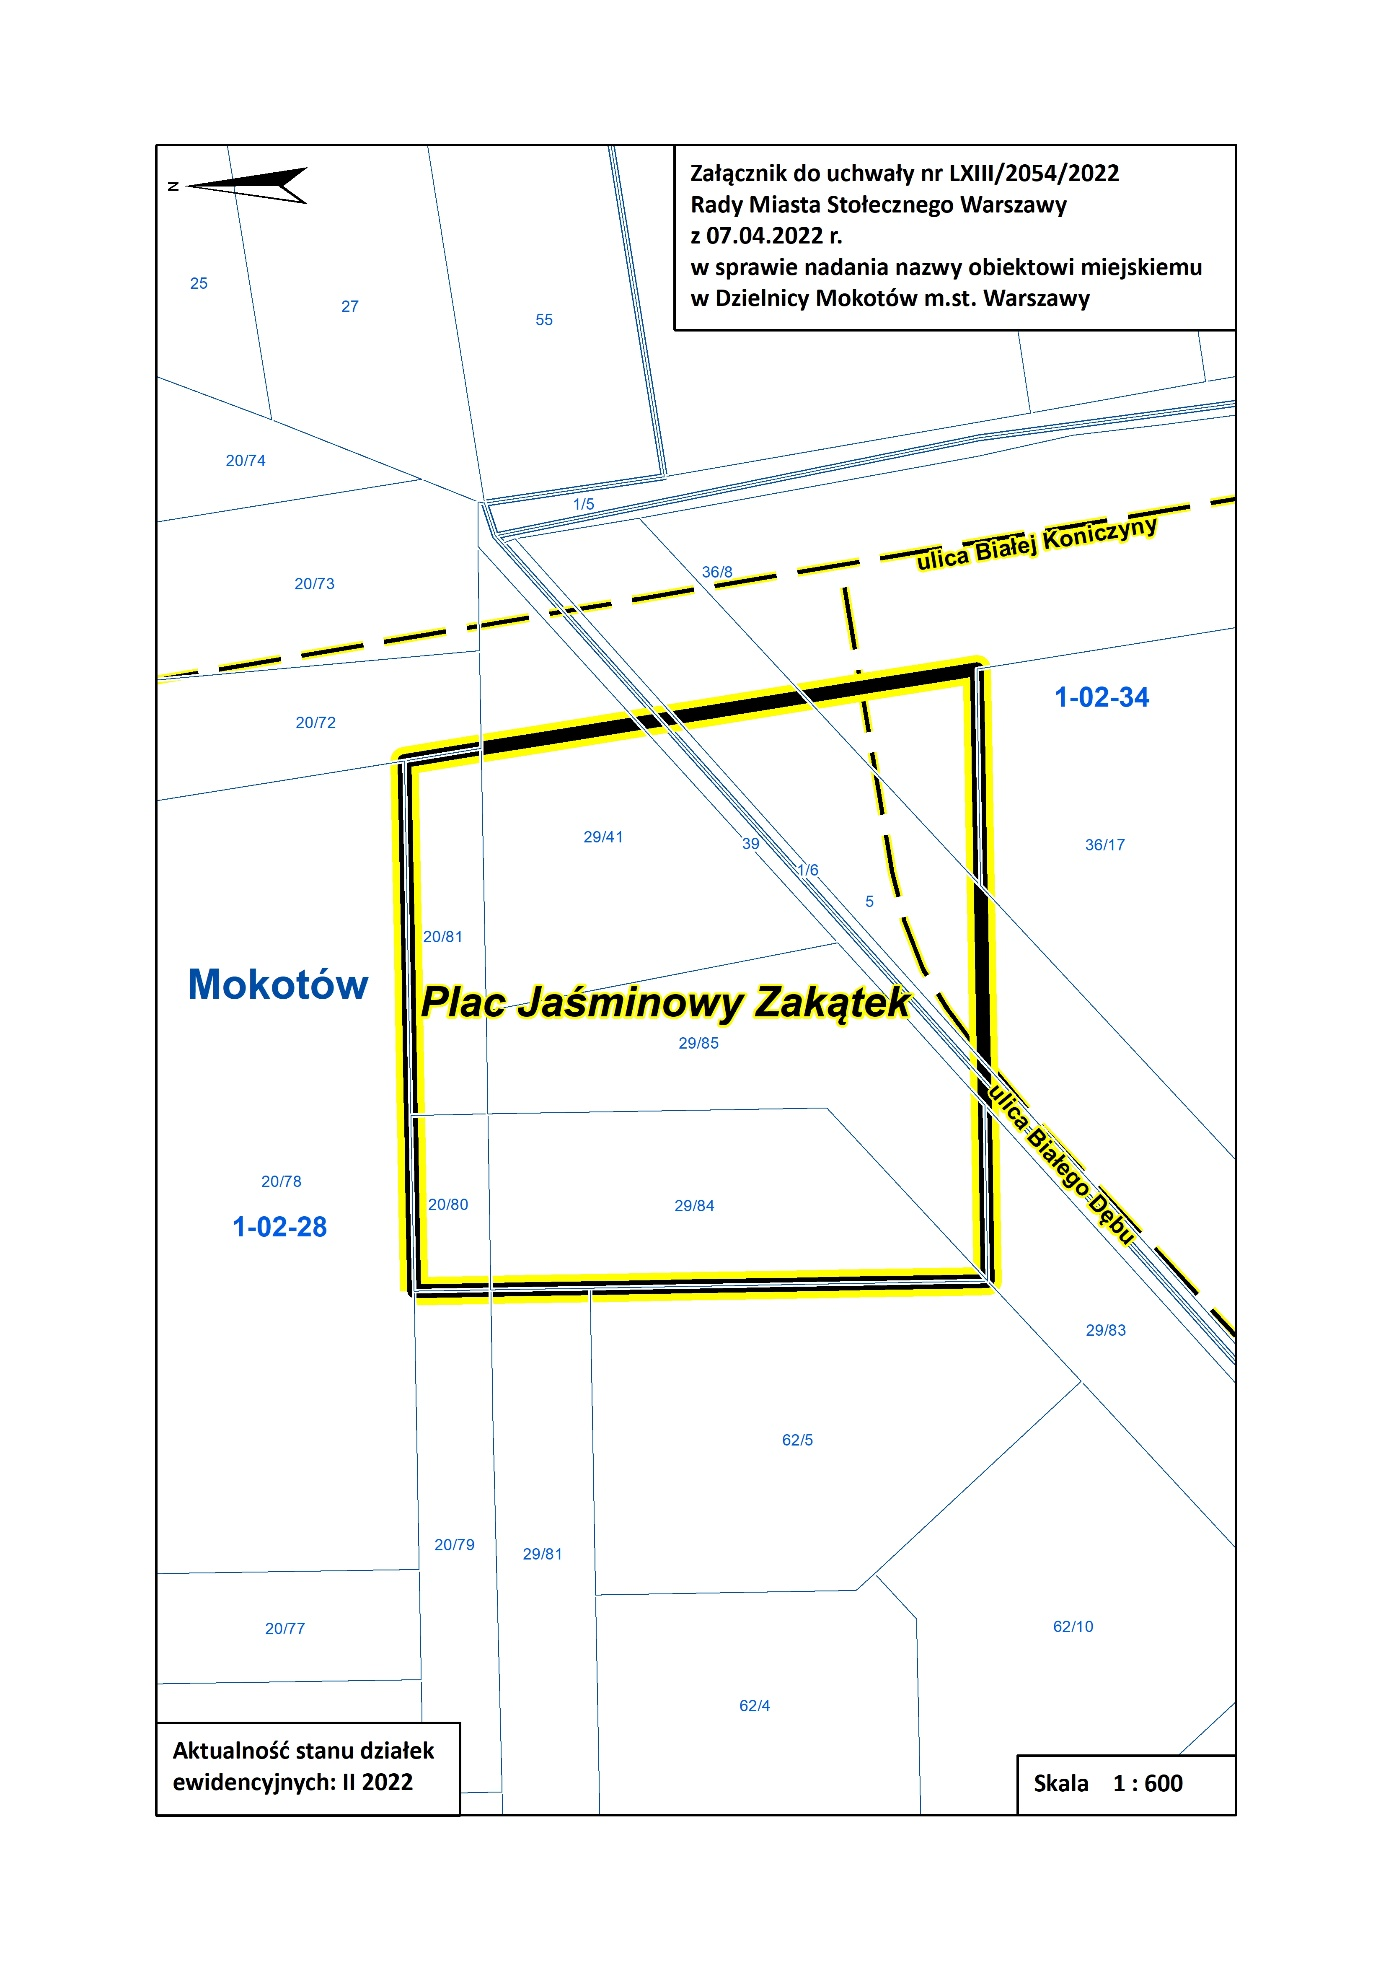 Załącznik do uchwały nr LXIII/2054/2022
Rady Miasta Stołecznego Warszawy
z 07.04.2022 r.
w sprawie nadania nazwy obiektowi miejskiemu
w Dzielnicy Mokotów m.st. Warszawy
N
25
27
55
20/74
1/5
ulica Białej Koniczyny
36/8
20/73
1-02-34
20/72
29/41
39
36/17
1/6
5
20/81
Mokotów
Plac Jaśminowy Zakątek
29/85
ulica Białego Dębu
20/78
20/80
29/84
1-02-28
29/83
62/5
20/79
29/81
20/77
62/10
62/4
Aktualność stanu działek
ewidencyjnych: II 2022
Skala 1 : 600